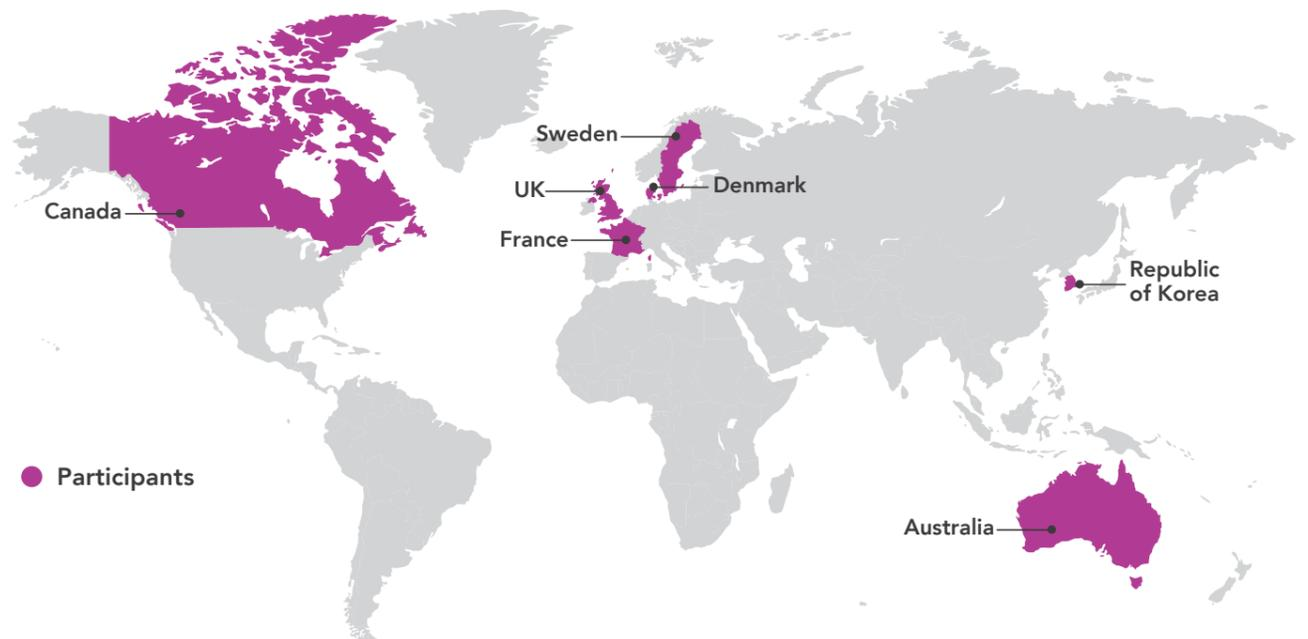 Sweden
UK
Denmark
Canada
France
Republic
of Korea
Participants
Australia